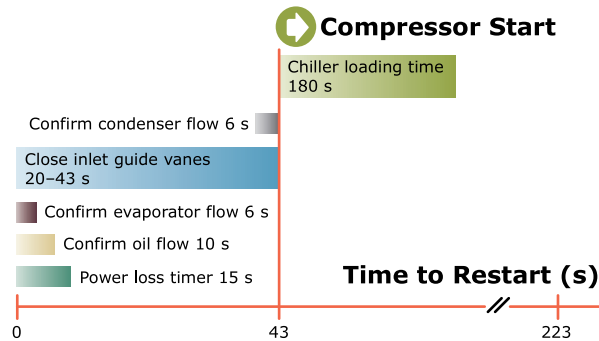 Compressor Start
Chiller loading time
180 s
Confirm condenser flow 6 s
Close inlet guide vanes
20–43 s
Confirm evaporator flow 6 s
Confirm oil flow 10 s
Power loss timer 15 s
Time to Restart (s)
0
43
223